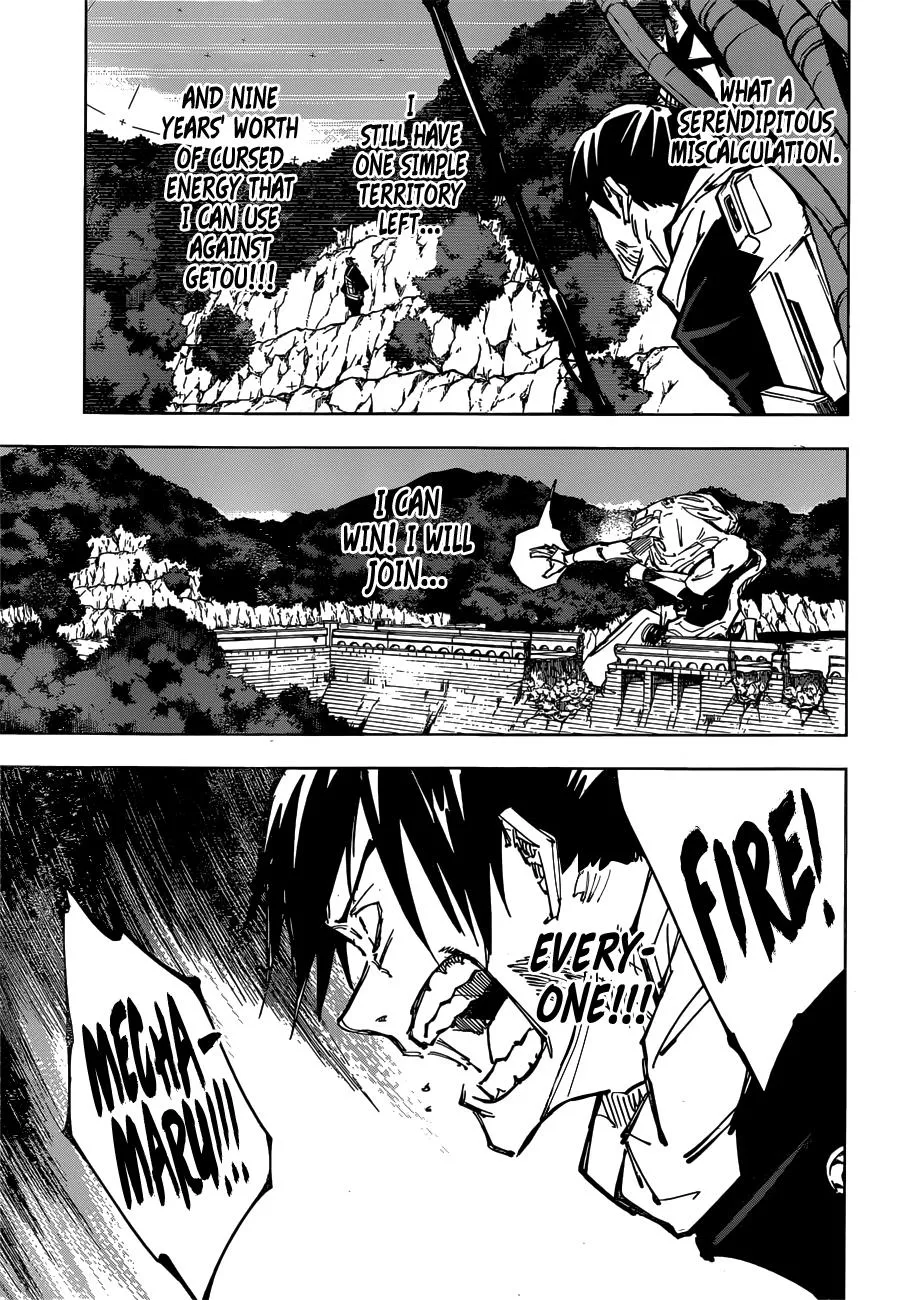 WHAT A
SERENDIPITOUS
MISCALCULATION.
I
STILL HAVE
ONE SIMPLE
TERRITORY
LEFT...
AND NINE
YEARS' WORTH
OF CURSED
ENERGY THAT
I CAN USE
AGAINST
GETOU!!!
I CAN
WIN! I WILL
JOIN...
FIRE!
EVERY-
ONE!!!
MECHA-
MARU!!!